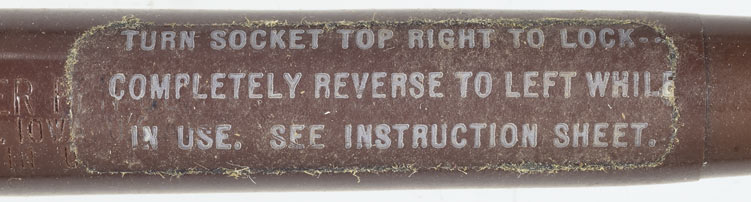 TURN SOCKET TOP RIGHT TO LOCK--
COMPLETELY REVERSE TO LEFT WHILE
IN USE. SEE INSTRUCTION SHEET.